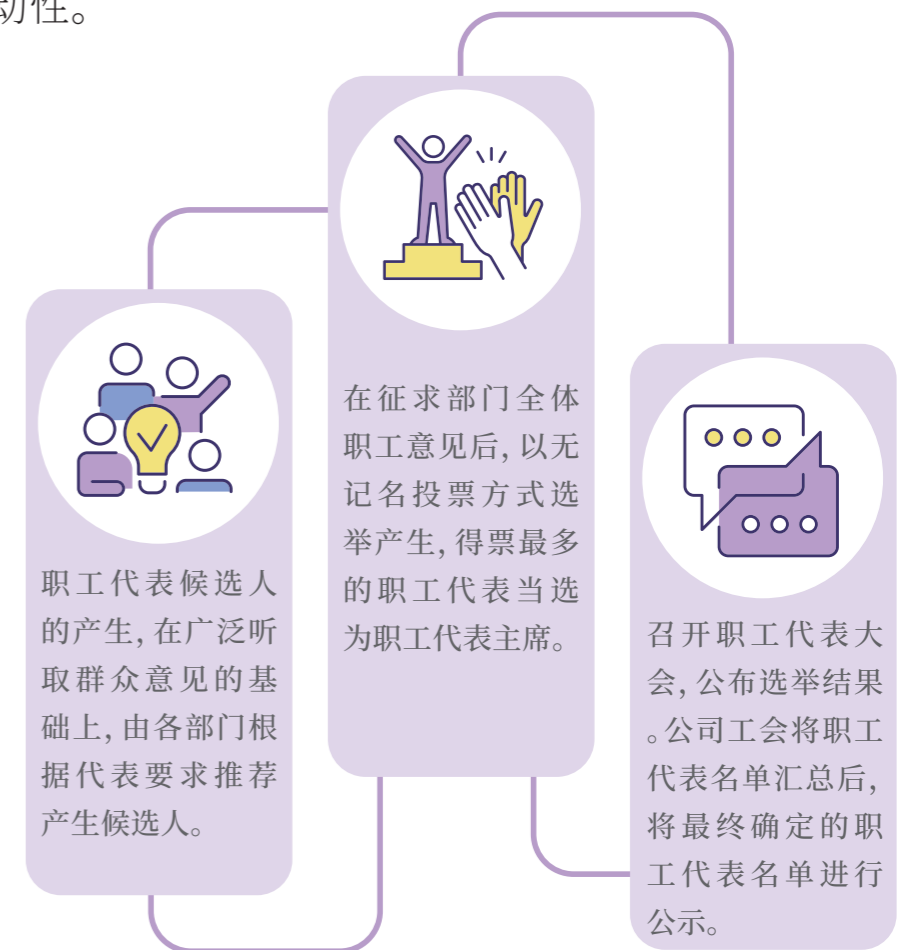 动性。
职工代表候选人
的产生, 在广泛听
取群众意见的基
础上, 由各部门根
据代表要求推荐
产生候选人。
在征求部门全体
职工意见后, 以无
记名投票方式选
举产生, 得票最多
的职工代表当选
为职工代表主席。
召开职工代表大
会, 公布选举结果
。公司工会将职工
代表名单汇总后,
将最终确定的职
工代表名单进行
公示。